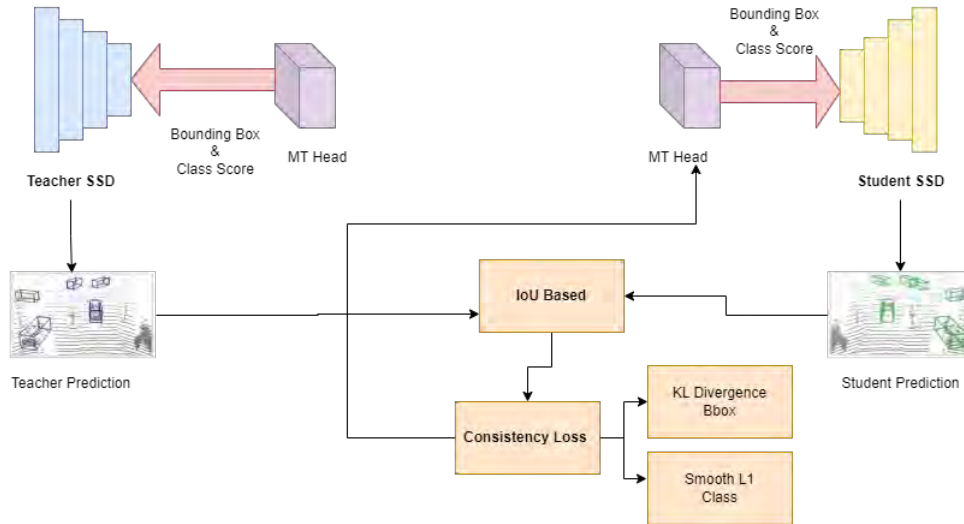 Bounding Box
&
Class Score
Bounding Box
&
Class Score
MT Head
MT Head
Teacher SSD
Student SSD
IoU Based
Teacher Prediction
Student Prediction
KL Divergence
Bbox
Consistency Loss
Smooth L1
Class